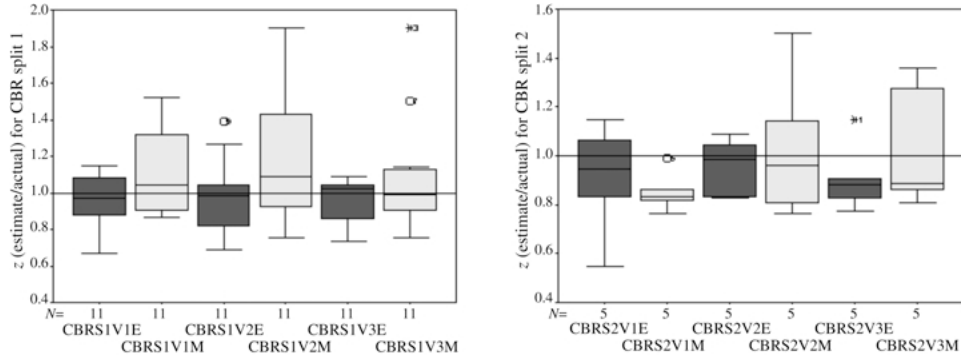 z (estimate/actual) for CBR split 1
2.0
1.8
1.6
1.4
1.2
1.0
0.8
0.6
0.4
N= 11 11 11 11 11 11
CBRS1V1E CBRS1V2E CBRS1V3E
CBRS1V1M CBRS1V2M CBRS1V3M
z (estimate/actual) for CBR split 2
1.6
1.4
1.2
1.0
0.8
0.6
0.4
N= 5 5 5 5 5 5
CBRS2V1E CBRS2V2E CBRS2V3E
CBRS2V1M CBRS2V2M CBRS2V3M